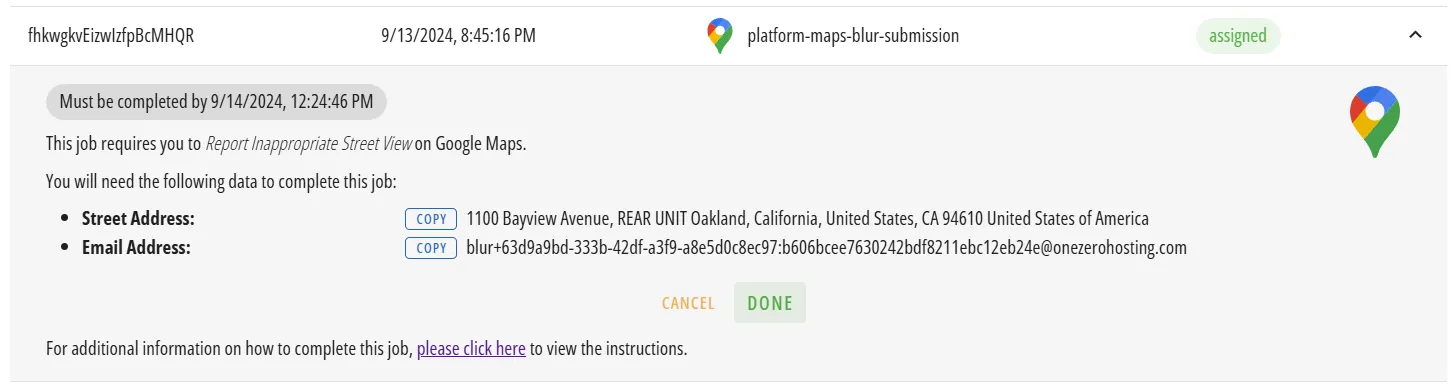 fhkwgkvEizwIzfpBcMHQR 9/13/2024, 8:45:16 PM platform-maps-blur-submission assigned
Must be completed by 9/14/2024, 12:24:46 PM
This job requires you to Report Inappropriate Street View on Google Maps.
You will need the following data to complete this job:
• Street Address: COPY 1100 Bayview Avenue, REAR UNIT Oakland, California, United States, CA 94610 United States of America
• Email Address: COPY blur+63d9a9bd-333b-42df-a3f9-a8e5d0c8ec97:b606bcee7630242bdf8211ebc12eb24e@onezerohosting.com
CANCEL DONE
For additional information on how to complete this job, please click here to view the instructions.